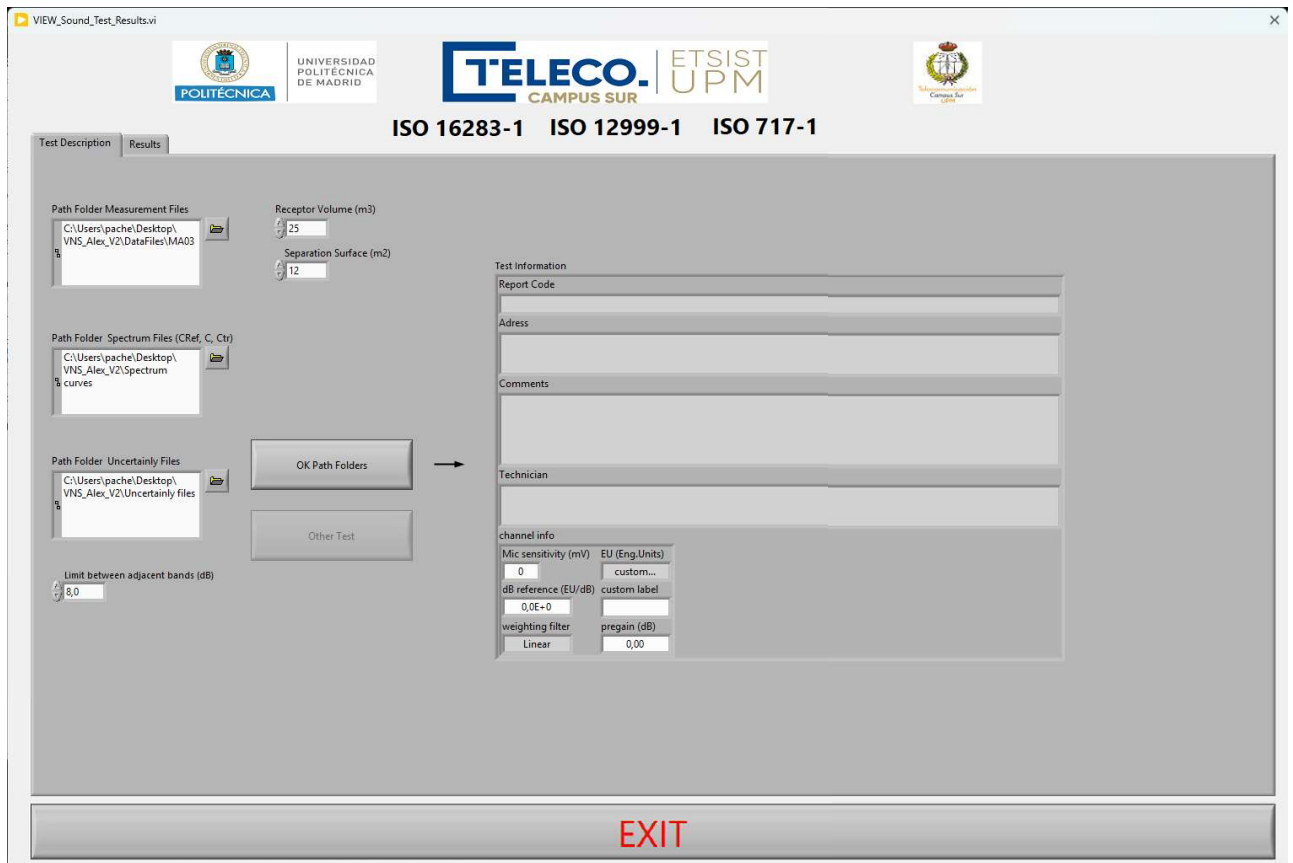 VIEW_Sound_Test_Results.vi
POLITÉCNICA
UNIVERSIDAD
POLITÉCNICA
DE MADRID
TELECO.
CAMPUS SUR
ETSIST
UPM
Telecomunicación
Campus Sur
UPM
ISO 16283-1 ISO 12999-1 ISO 717-1
Test Description
Results
Path Folder Measurement Files
C:\Users\pache\Desktop\
VNS_Alex_V2\DataFiles\MA03
Receptor Volume (m3)
25
Separation Surface (m2)
12
Path Folder Spectrum Files (CRef, C, Ctr)
C:\Users\pache\Desktop\
VNS_Alex_V2\Spectrum
curves
Path Folder Uncertainly Files
C:\Users\pache\Desktop\
VNS_Alex_V2\Uncertainly files
Limit between adjacent bands (dB)
8,0
OK Path Folders
Other Test
Test Information
Report Code
Adress
Comments
Technician
channel info
Mic sensitivity (mV) EU (Eng.Units)
0 custom...
dB reference (EU/dB) custom label
0,0E+0
weighting filter pregain (dB)
Linear 0,00
EXIT